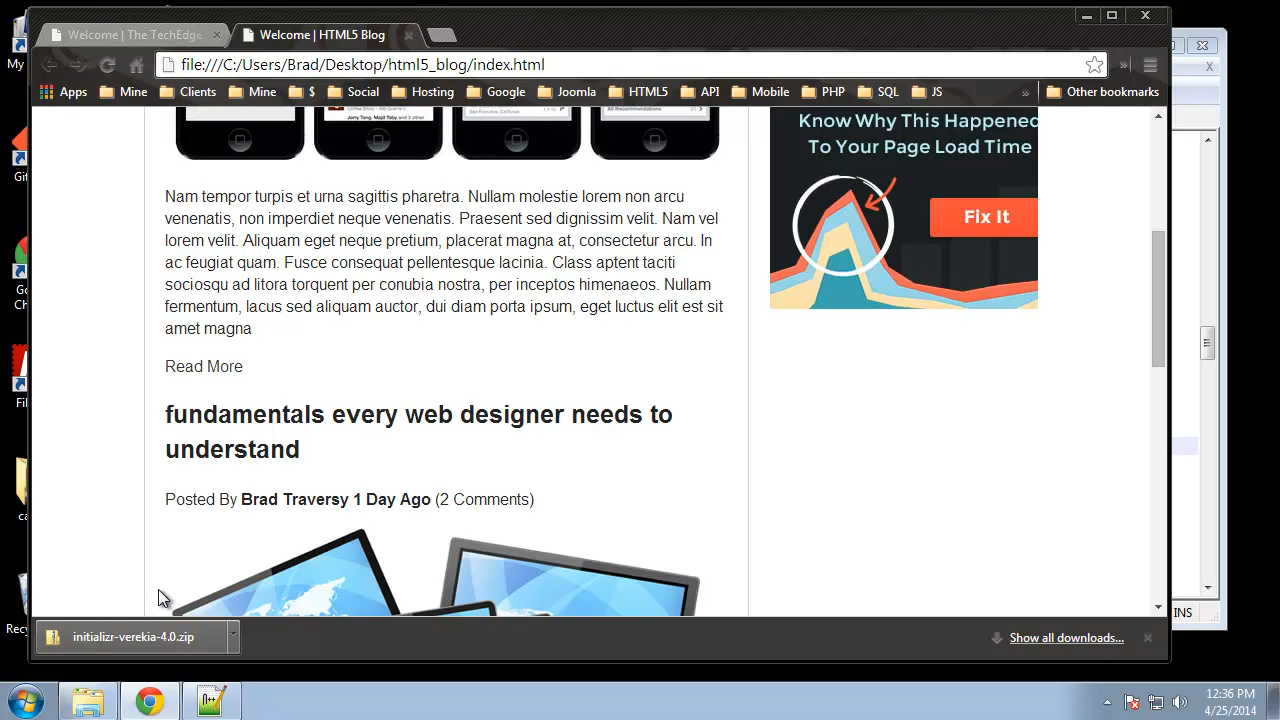 Welcome | The TechEdge
Welcome | HTML5 Blog
file:///C:/Users/Brad/Desktop/html5_blog/index.html
Apps
Mine
Clients
Mine
$
Social
Hosting
Google
Joomla
HTML5
API
Mobile
PHP
SQL
JS
»
Other bookmarks
My
Know Why This Happened
To Your Page Load Time
Fix It
Nam tempor turpis et urna sagittis pharetra. Nullam molestie lorem non arcu
venenatis, non imperdiet neque venenatis. Praesent sed dignissim velit. Nam vel
lorem velit. Aliquam eget neque pretium, placerat magna at, consectetur arcu. In
ac feugiat quam. Fusce consequat pellentesque lacinia. Class aptent taciti
sociosqu ad litora torquent per conubia nostra, per inceptos himenaeos. Nullam
fermentum, lacus sed aliquam auctor, dui diam porta ipsum, eget luctus elit est sit
amet magna
Read More
fundamentals every web designer needs to
understand
Posted By Brad Traversy 1 Day Ago (2 Comments)
Git
Ch
Fil
ca
Recy
initializr-verekia-4.0.zip
Show all downloads...
INS
12:36 PM
4/25/2014